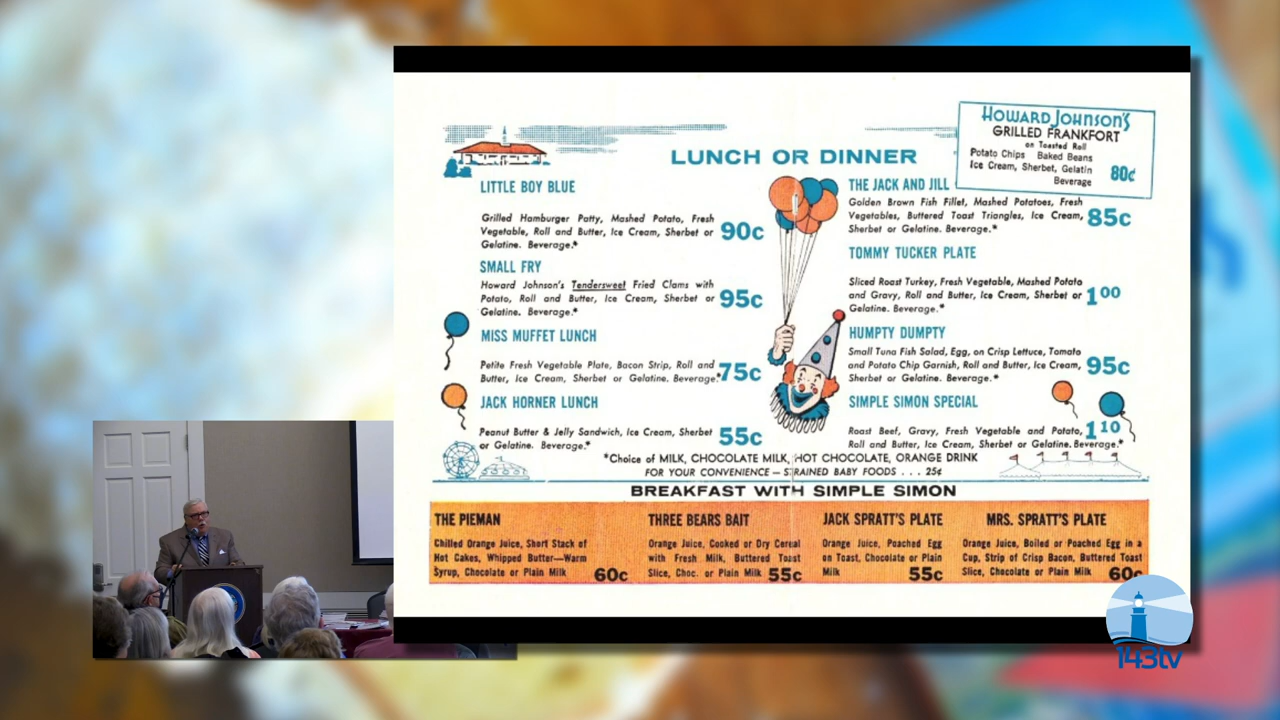 HOWARD JOHNSON'S
GRILLED FRANKFORT
on Toasted Roll
Potato Chips Baked Beans
Ice Cream, Sherbet, Gelatin
Beverage
80¢
LUNCH OR DINNER
LITTLE BOY BLUE
Grilled Hamburger Patty, Mashed Potato, Fresh
Vegetable, Roll and Butter, Ice Cream, Sherbet or
Gelatine. Beverage.*
90c
SMALL FRY
Howard Johnson's Tendersweet Fried Clams with
Potato, Roll and Butter, Ice Cream, Sherbet or
Gelatine. Beverage.*
95c
MISS MUFFET LUNCH
Petite Fresh Vegetable Plate, Bacon Strip, Roll and
Butter, Ice Cream, Sherbet or Gelatine. Beverage.*
75c
JACK HORNER LUNCH
Peanut Butter & Jelly Sandwich, Ice Cream, Sherbet
or Gelatine. Beverage.*
55c
THE JACK AND JILL
Golden Brown Fish Fillet, Mashed Potatoes, Fresh
Vegetables, Buttered Toast Triangles, Ice Cream,
Sherbet or Gelatine. Beverage.*
85c
TOMMY TUCKER PLATE
Sliced Roast Turkey, Fresh Vegetable, Mashed Potato
and Gravy, Roll and Butter, Ice Cream, Sherbet or
Gelatine. Beverage.*
1 00
HUMPTY DUMPTY
Small Tuna Fish Salad, Egg, on Crisp Lettuce, Tomato
and Potato Chip Garnish, Roll and Butter, Ice Cream,
Sherbet or Gelatine. Beverage.*
95c
SIMPLE SIMON SPECIAL
Roast Beef, Gravy, Fresh Vegetable and Potato,
Roll and Butter, Ice Cream, Sherbet or Gelatine. Beverage.*
1 10
*Choice of MILK, CHOCOLATE MILK, HOT CHOCOLATE, ORANGE DRINK
FOR YOUR CONVENIENCE — STRAINED BABY FOODS . . . 25¢
BREAKFAST WITH SIMPLE SIMON
THE PIEMAN
Chilled Orange Juice, Short Stack of
Hot Cakes, Whipped Butter—Warm
Syrup, Chocolate or Plain Milk
60c
THREE BEARS BAIT
Orange Juice, Cooked or Dry Cereal
with Fresh Milk, Buttered Toast
Slice, Choc. or Plain Milk
55c
JACK SPRATT'S PLATE
Orange Juice, Poached Egg
on Toast, Chocolate or Plain
Milk
55c
MRS. SPRATT'S PLATE
Orange Juice, Boiled or Poached Egg in a
Cup, Strip of Crisp Bacon, Buttered Toast
Slice, Chocolate or Plain Milk
60c
143tv